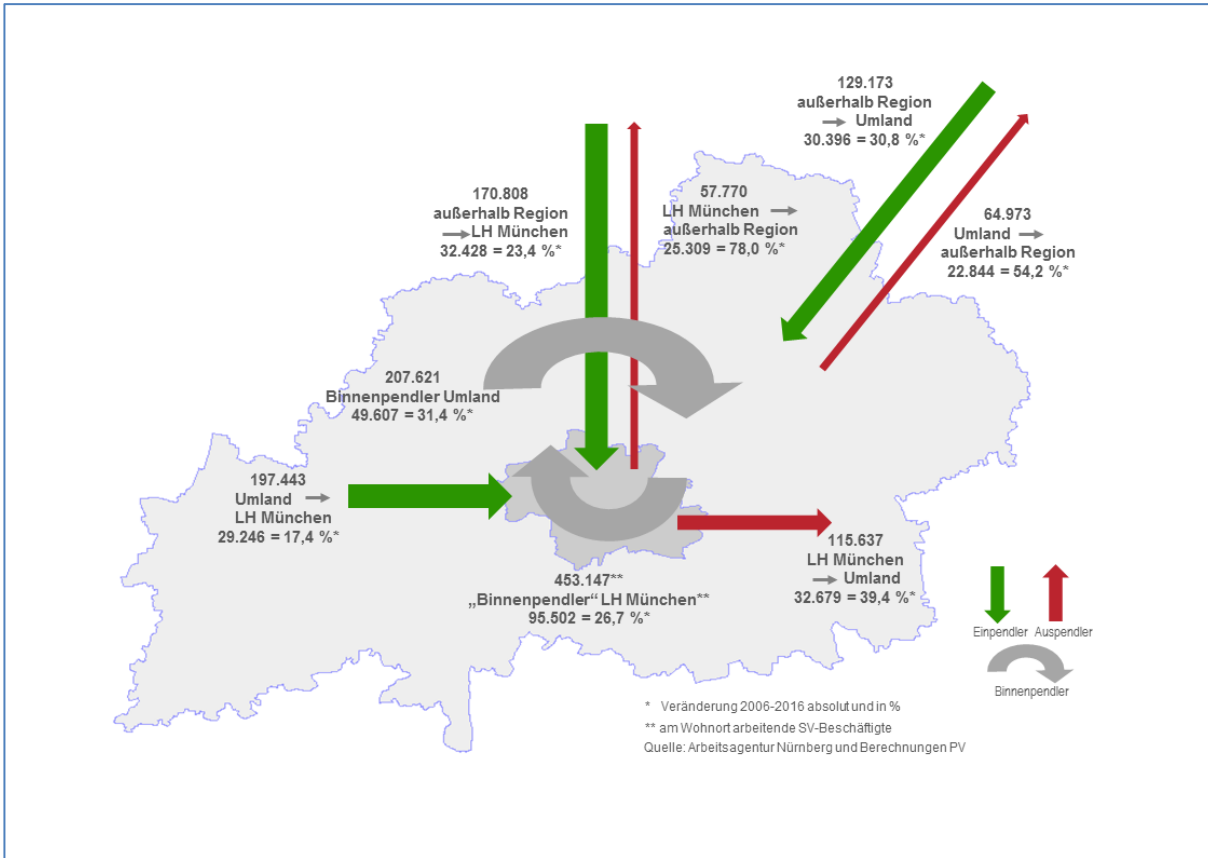 129.173
außerhalb Region
→ Umland
30.396 = 30,8 %*
170.808
außerhalb Region
→ LH München
32.428 = 23,4 %*
57.770
LH München →
außerhalb Region
25.309 = 78,0 %*
64.973
Umland →
außerhalb Region
22.844 = 54,2 %*
207.621
Binnenpendler Umland
49.607 = 31,4 %*
197.443
Umland →
LH München
29.246 = 17,4 %*
115.637
LH München
→ Umland
32.679 = 39,4 %*
453.147**
„Binnenpendler“ LH München**
95.502 = 26,7 %*
Einpendler Auspendler
Binnenpendler
* Veränderung 2006-2016 absolut und in %
** am Wohnort arbeitende SV-Beschäftigte
Quelle: Arbeitsagentur Nürnberg und Berechnungen PV